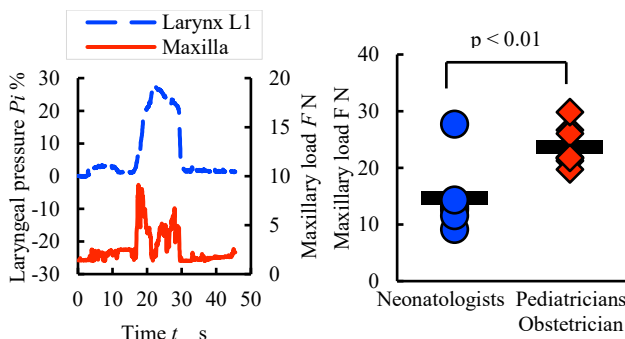 Larynx L1
Maxilla
Laryngeal pressure Pi %
30
20
10
0
-10
-20
-30
20
15
10
5
0
Maxillary load F N
0 10 20 30 40 50
Time t s
p < 0.01
Maxillary load F N
40
30
20
10
0
Neonatologists
Pediatricians
Obstetrician